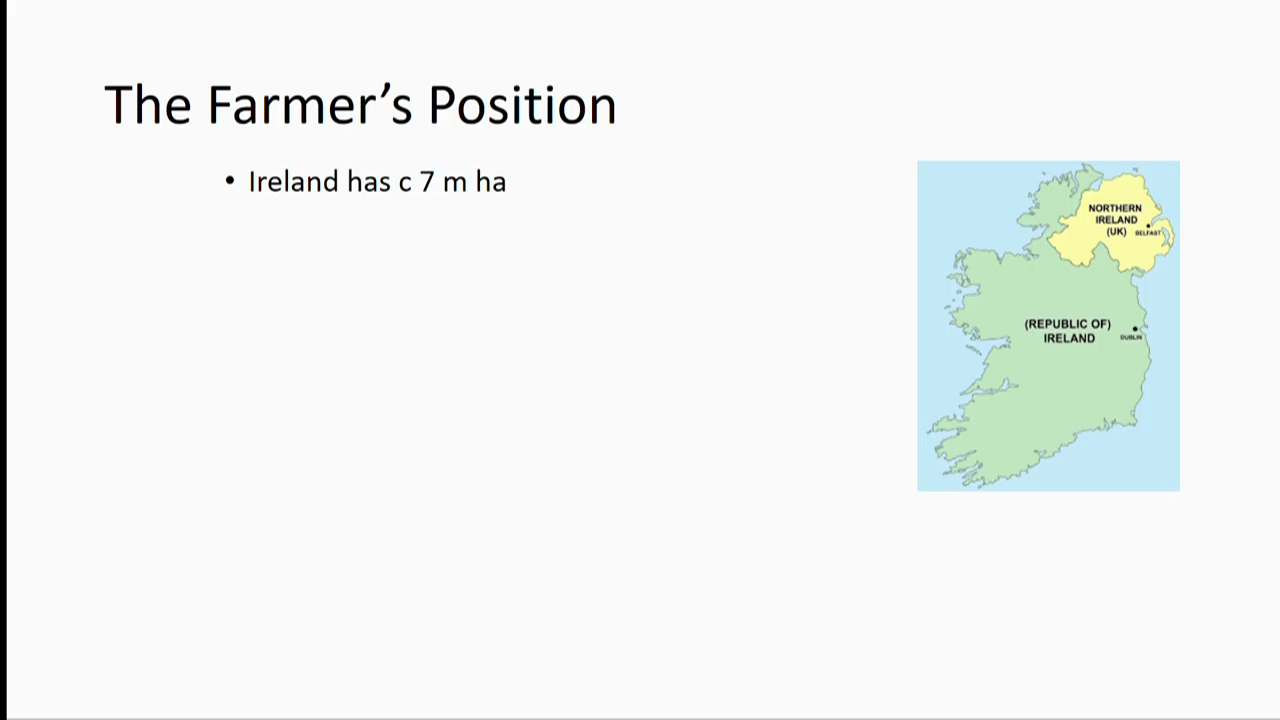 The Farmer’s Position
• Ireland has c 7 m ha
NORTHERN
IRELAND
(UK)
BELFAST
(REPUBLIC OF)
IRELAND
DUBLIN